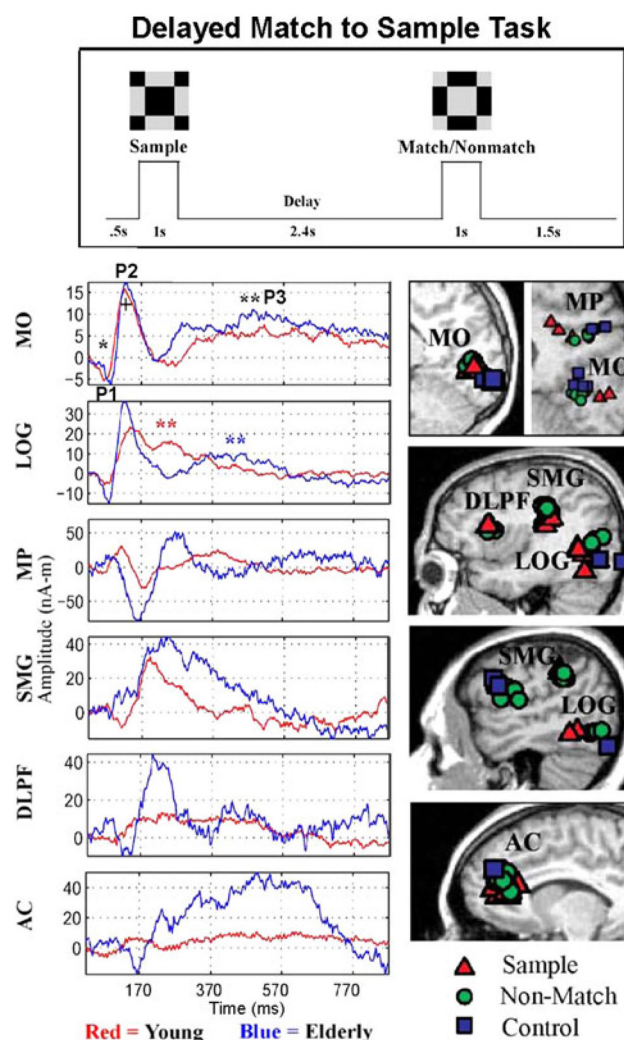 Delayed Match to Sample Task
Sample
Match/Nonmatch
Delay
.5s 1s 2.4s 1s 1.5s
P2
** P3
*
MO
15
10
5
0
-5
P1
** **
LOG
30
20
10
0
-10
MP
50
0
-50
SMG
Amplitude (nA-m)
40
20
0
DLPF
40
20
0
AC
40
20
0
170 370 570 770
Time (ms)
Red = Young Blue = Elderly
MO
MP
MO
SMG
DLPF
LOG
SMG
LOG
AC
Sample
Non-Match
Control